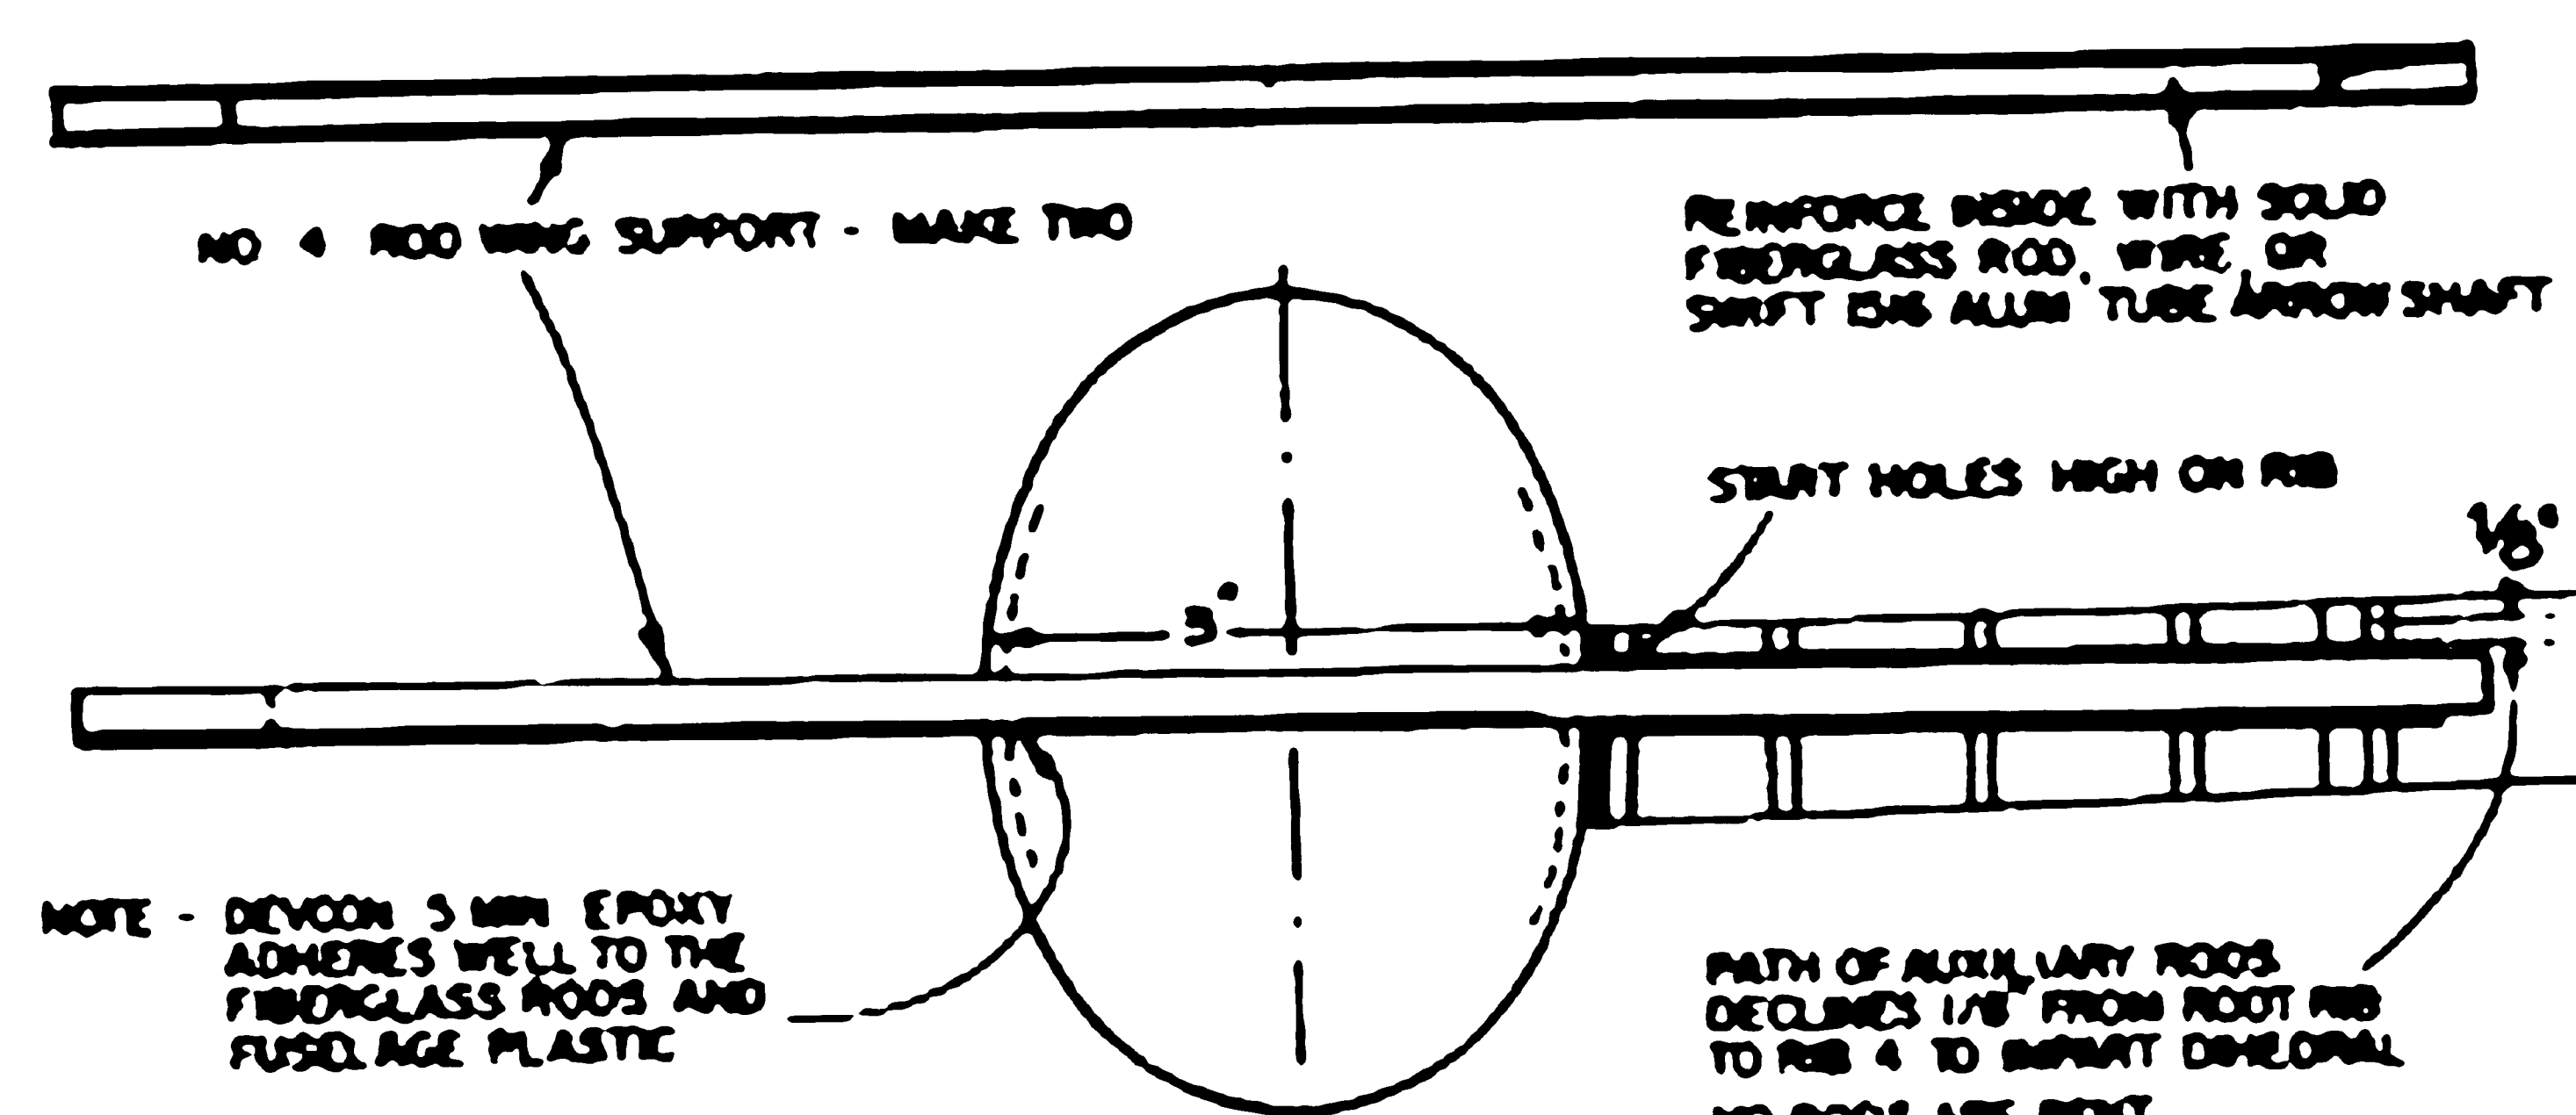 NO 4 ROD WING SUPPORT - MAKE TWO
REINFORCE INSIDE WITH SOLID
FIBERGLASS ROD, WIRE, OR
ALUM TUBE ARROW SHAFT
START HOLES HIGH ON RIB
1/8"
3"
NOTE - DEVCON 5 MIN EPOXY
ADHERES WELL TO THE
FIBERGLASS RODS AND
FUSELAGE PLASTIC
PATH OF AUXILIARY RODS
DECLINES 1/8" FROM ROOT RIB
TO RIB 4 TO IMPART DIHEDRAL